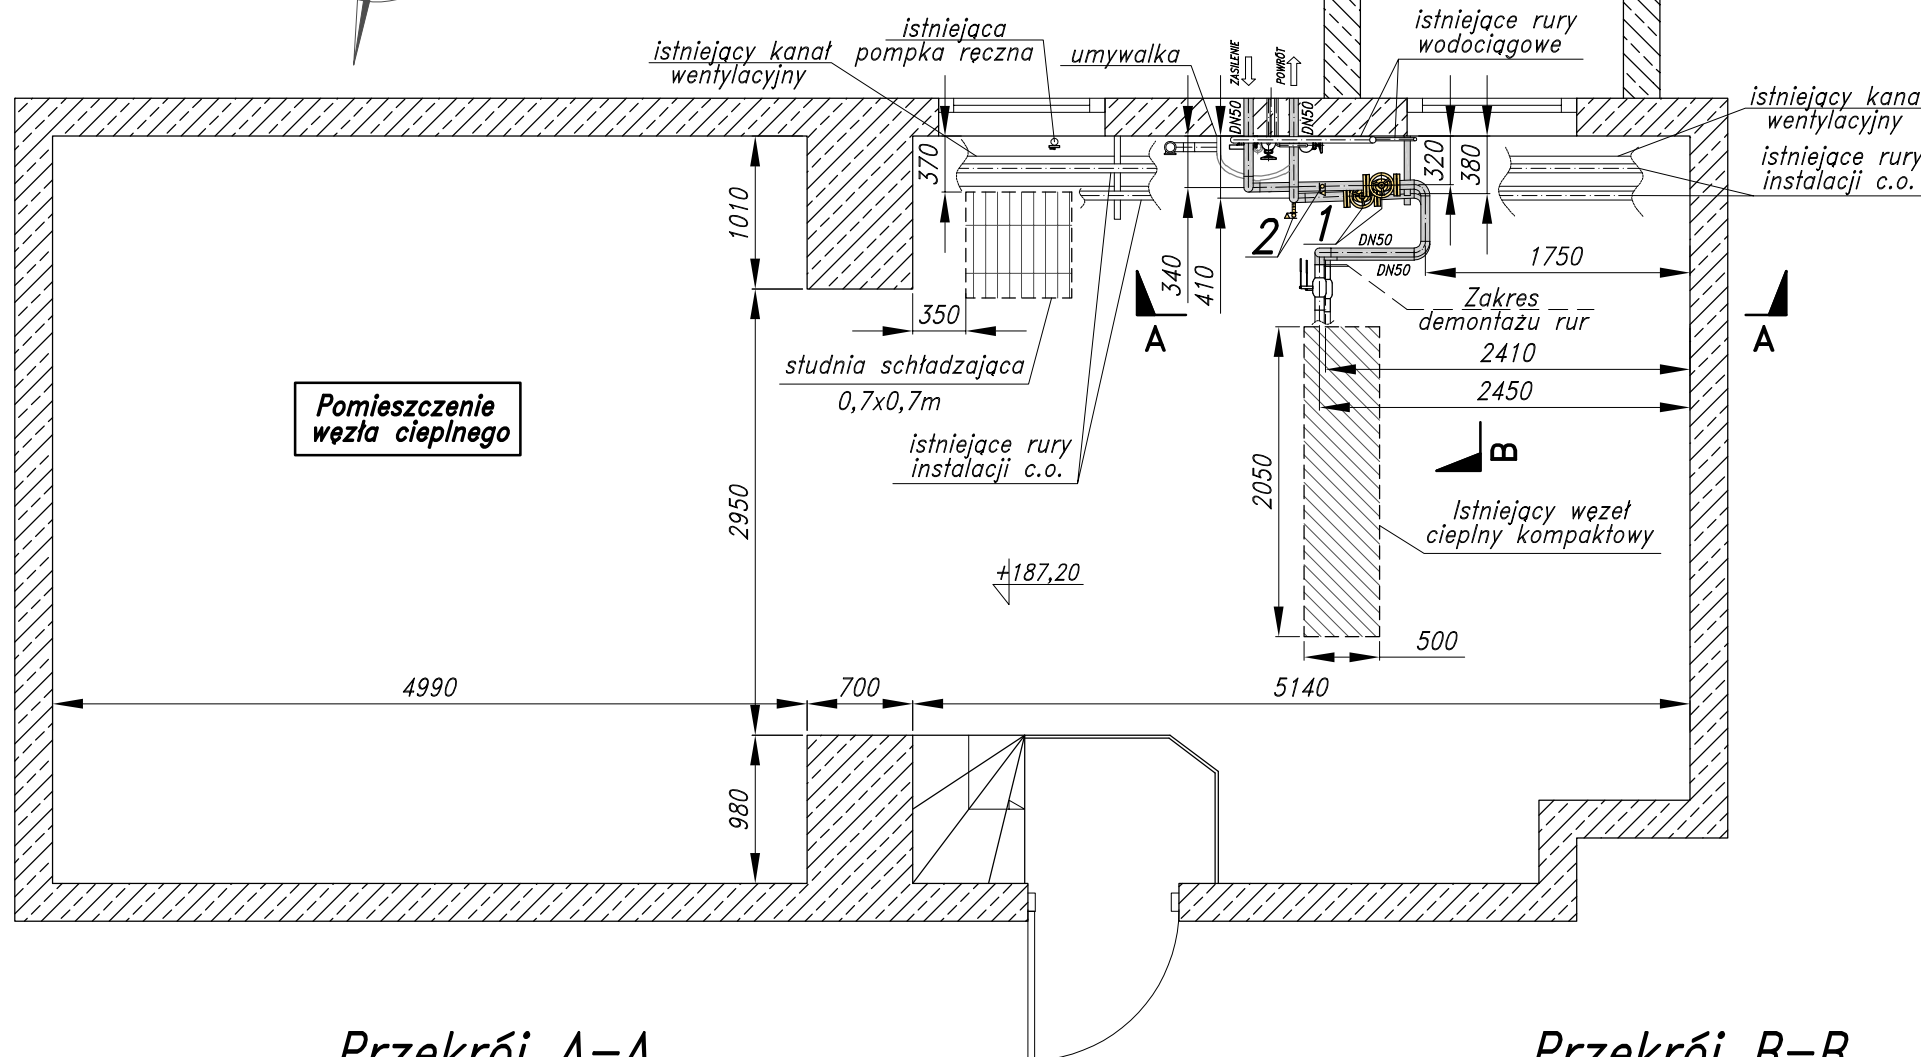 istniejąca
pompka ręczna
istniejący kanał
wentylacyjny
umywalka
ZASILENIE
POWRÓT
istniejące rury
wodociągowe
istniejący kana
wentylacyjny
istniejące rury
instalacji c.o.
DN50
DN50
370
1010
320
380
2
1
DN50
DN50
340
410
1750
350
Zakres
demontażu rur
A
A
2410
2450
studnia schładzająca
0,7x0,7m
Pomieszczenie
węzła cieplnego
istniejące rury
instalacji c.o.
B
2950
2050
Istniejący węzeł
cieplny kompaktowy
+187,20
500
4990
700
5140
980
Przekrój A-A
Przekrój B-B